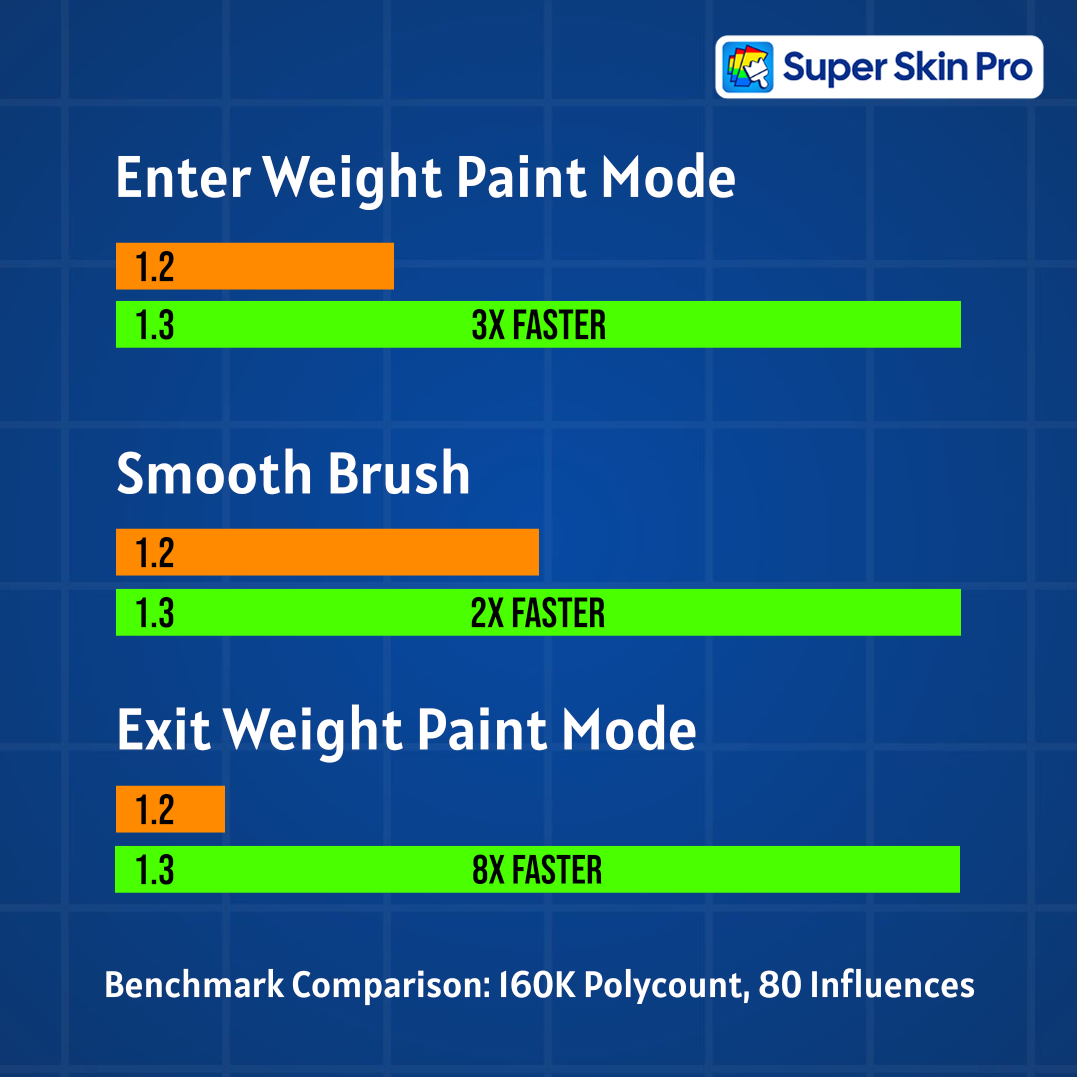 Super Skin Pro
Enter Weight Paint Mode
1.2
1.3 3X FASTER
Smooth Brush
1.2
1.3 2X FASTER
Exit Weight Paint Mode
1.2
1.3 8X FASTER
Benchmark Comparison: 160K Polycount, 80 Influences